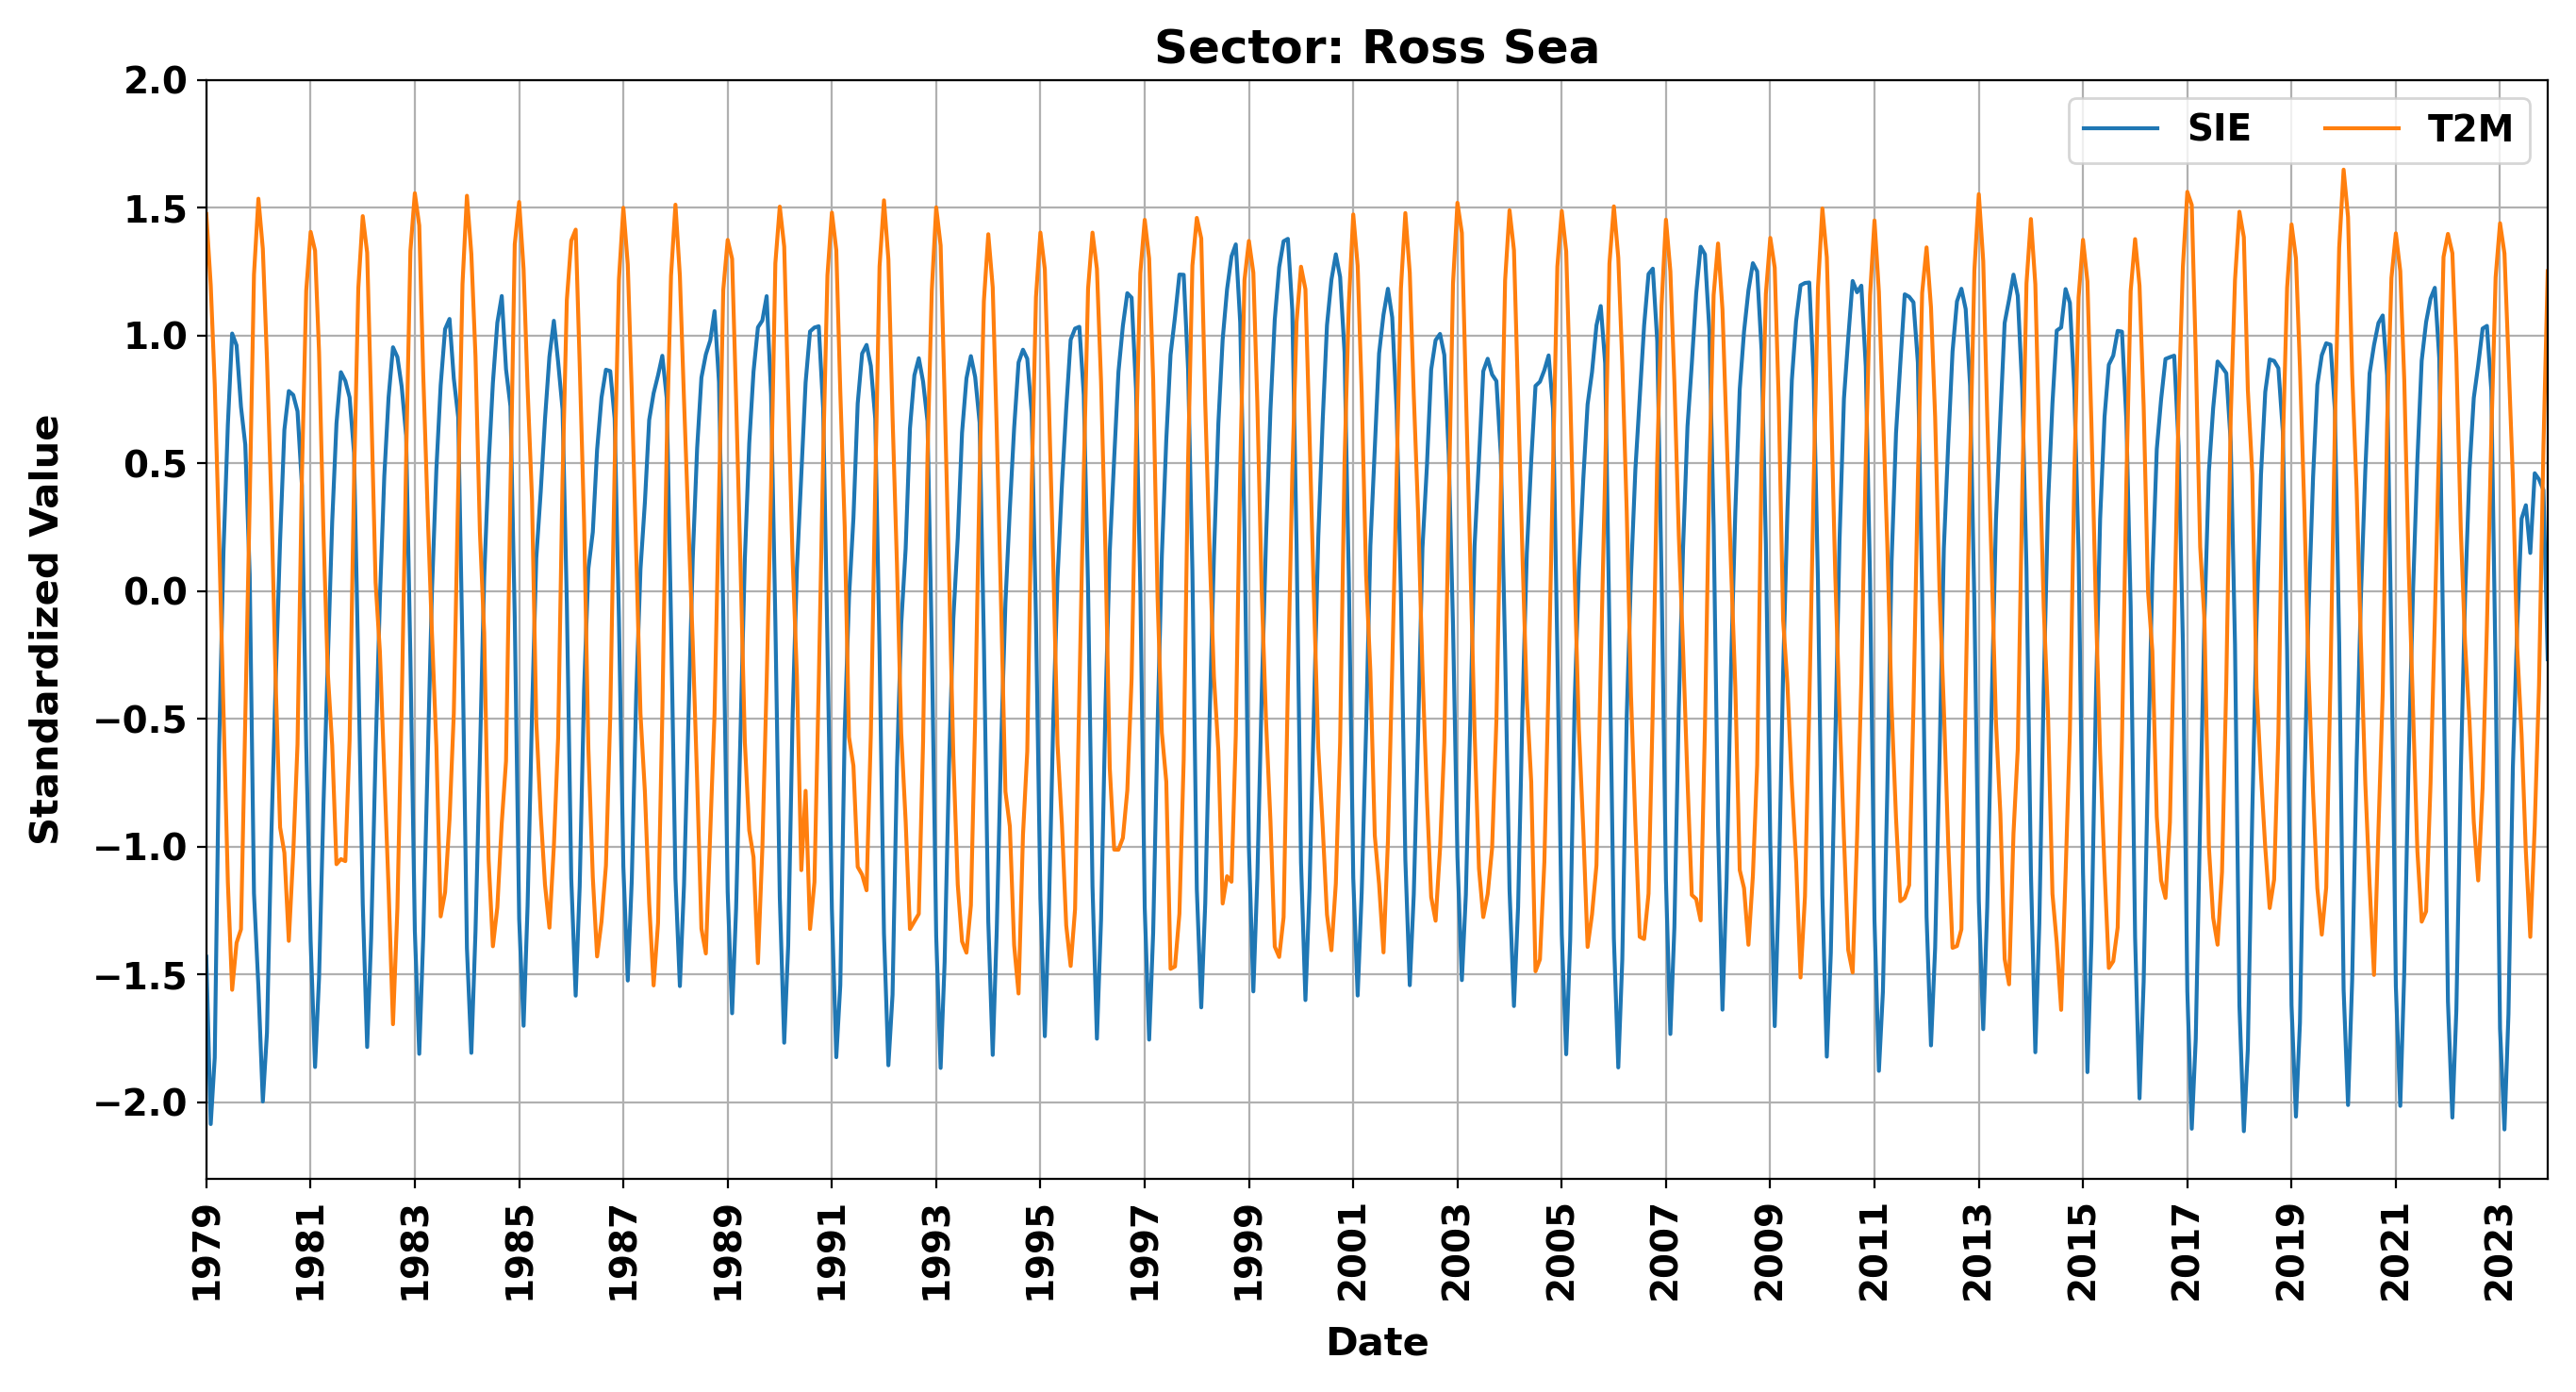 Sector: Ross Sea
SIE T2M
Standardized Value
2.0
1.5
1.0
0.5
0.0
−0.5
−1.0
−1.5
−2.0
1979 1981 1983 1985 1987 1989 1991 1993 1995 1997 1999 2001 2003 2005 2007 2009 2011 2013 2015 2017 2019 2021 2023
Date